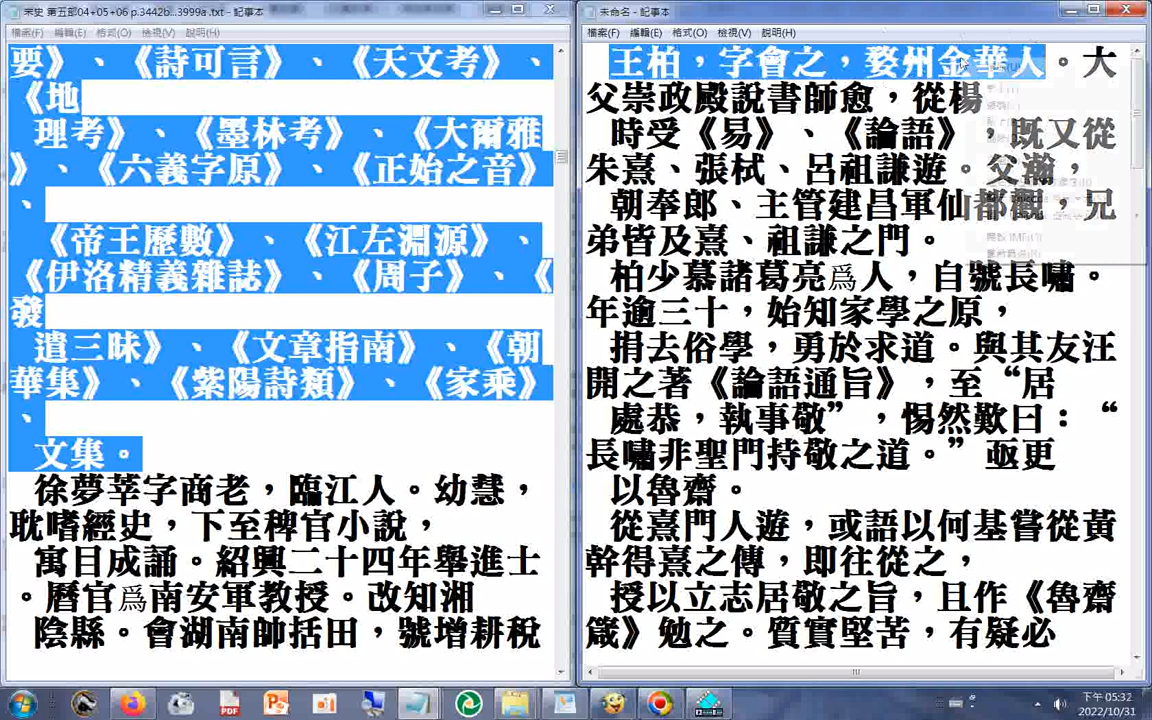 宋史 第五部04+05+06 p.3442b...3999a .txt - 記事本
檔案(F) 編輯(E) 格式(O) 檢視(V) 說明(H)
要》、《詩可言》、《天文考》、
《地
理考》、《墨林考》、《大爾雅
》、《六義字原》、《正始之音》
、
《帝王歷數》、《江左淵源》、
《伊洛精義雜誌》、《周子》、《
發
遣三昧》、《文章指南》、《朝
華集》、《紫陽詩類》、《家乘》
、
文集。
徐夢莘字商老，臨江人。幼慧，
耽嗜經史，下至稗官小說，
寓目成誦。紹興二十四年舉進士
。曆官爲南安軍教授。改知湘
陰縣。會湖南帥括田，號增耕稅
未命名 - 記事本
檔案(F) 編輯(E) 格式(O) 檢視(V) 說明(H)
王柏，字會之，婺州金華人。大
父崇政殿說書師愈，從楊
時受《易》、《論語》，既又從
朱熹、張栻、呂祖謙遊。父瀚，
朝奉郎、主管建昌軍仙都觀，兄
弟皆及熹、祖謙之門。
柏少慕諸葛亮爲人，自號長嘯。
年逾三十，始知家學之原，
捐去俗學，勇於求道。與其友汪
開之著《論語通旨》，至“居
處恭，執事敬”，惕然歎曰：“
長嘯非聖門持敬之道。”亟更
以魯齋。
從熹門人遊，或語以何基嘗從黃
幹得熹之傳，即往從之，
授以立志居敬之旨，且作《魯齋
箴》勉之。質實堅苦，有疑必
下午 05:32
2022/10/31